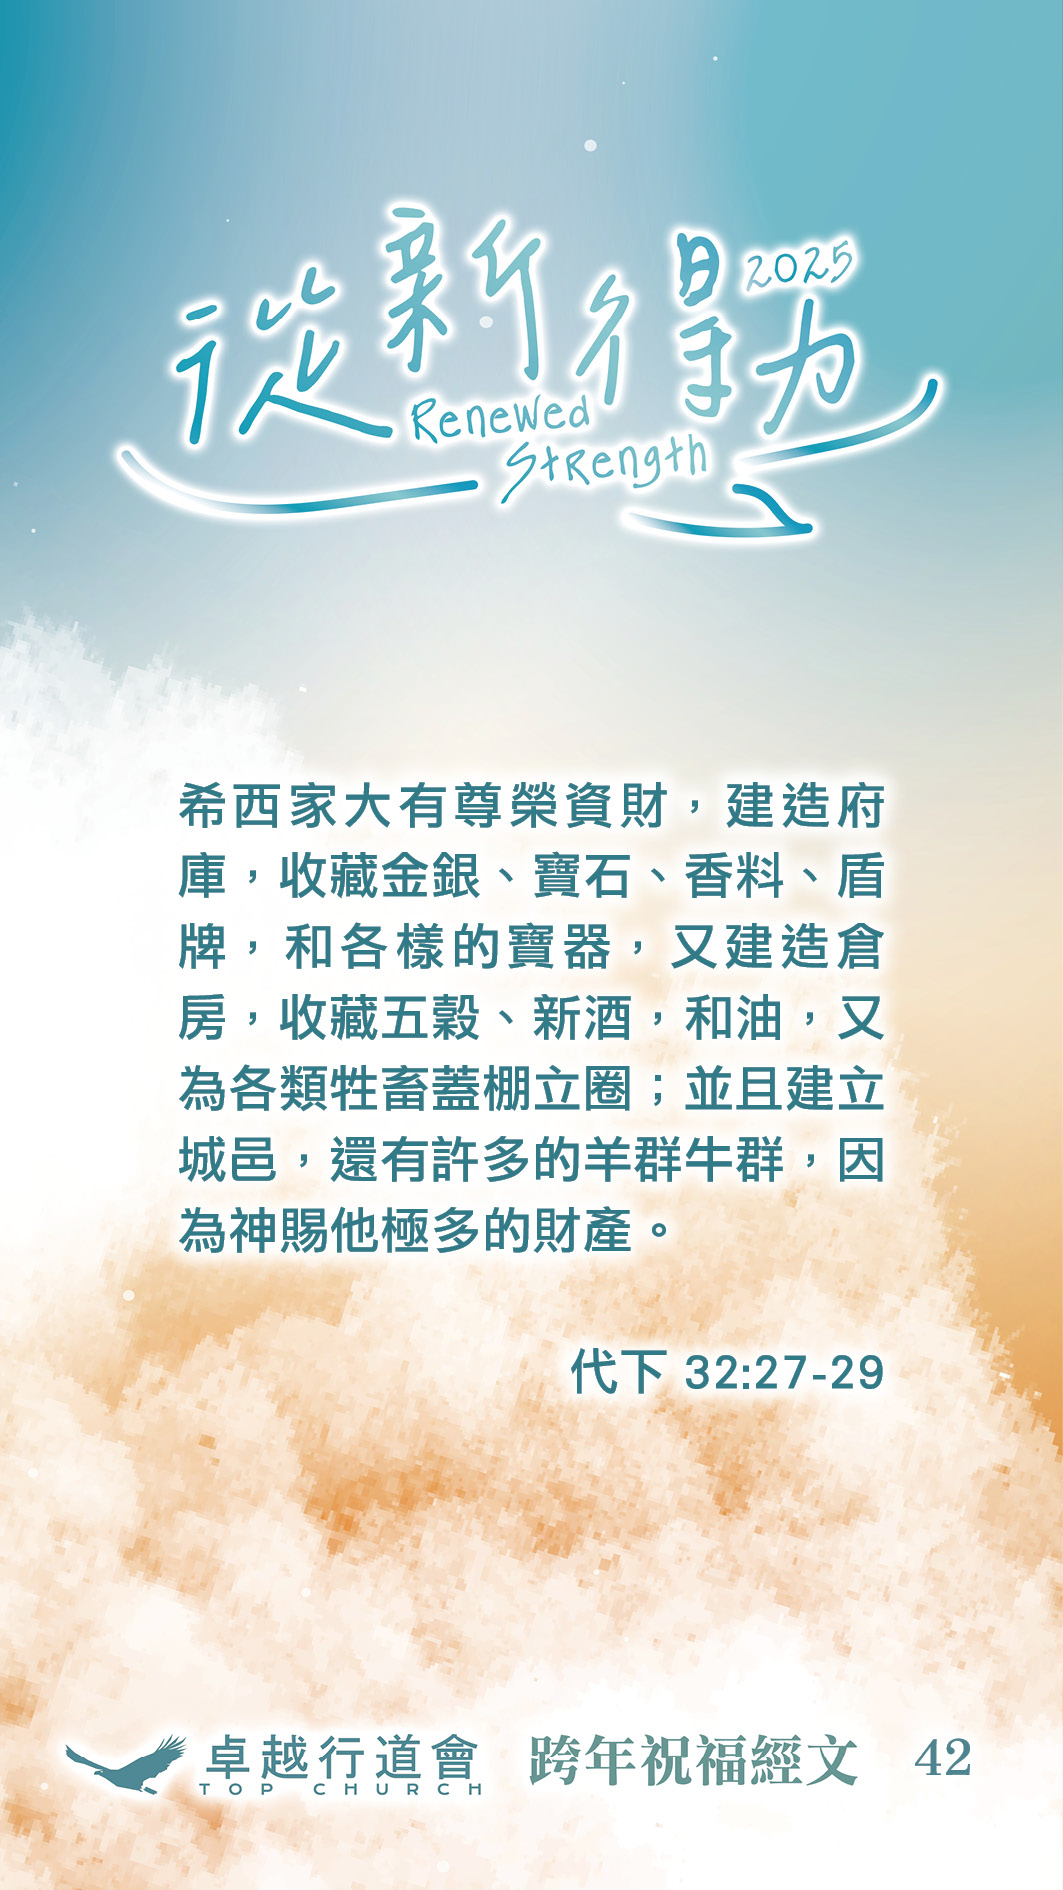 從新得力 2025
Renewed
Strength
希西家大有尊榮資財，建造府
庫，收藏金銀、寶石、香料、盾
牌，和各樣的寶器，又建造倉
房，收藏五穀、新酒，和油，又
為各類牲畜蓋棚立圈；並且建立
城邑，還有許多的羊群牛群，因
為神賜他極多的財產。
代下 32:27-29
卓越行道會 跨年祝福經文 42
TOP CHURCH